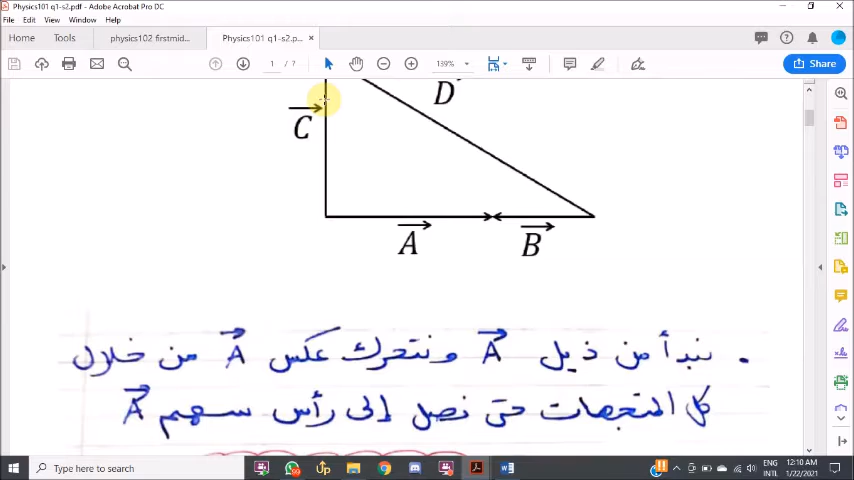 Physics101 q1-s2.pdf - Adobe Acrobat Pro DC
File Edit View Window Help
Home Tools physics102 firstmid... Physics101 q1-s2.p... ×
1 / 7 139% Share
D
C
A B
. نبدأ من ذيل A ونتحرك عكس A من خلال
كل المتجهات حتى نصل إلى رأس سهم A
Type here to search
ENG 12:10 AM
INTL 1/22/2021